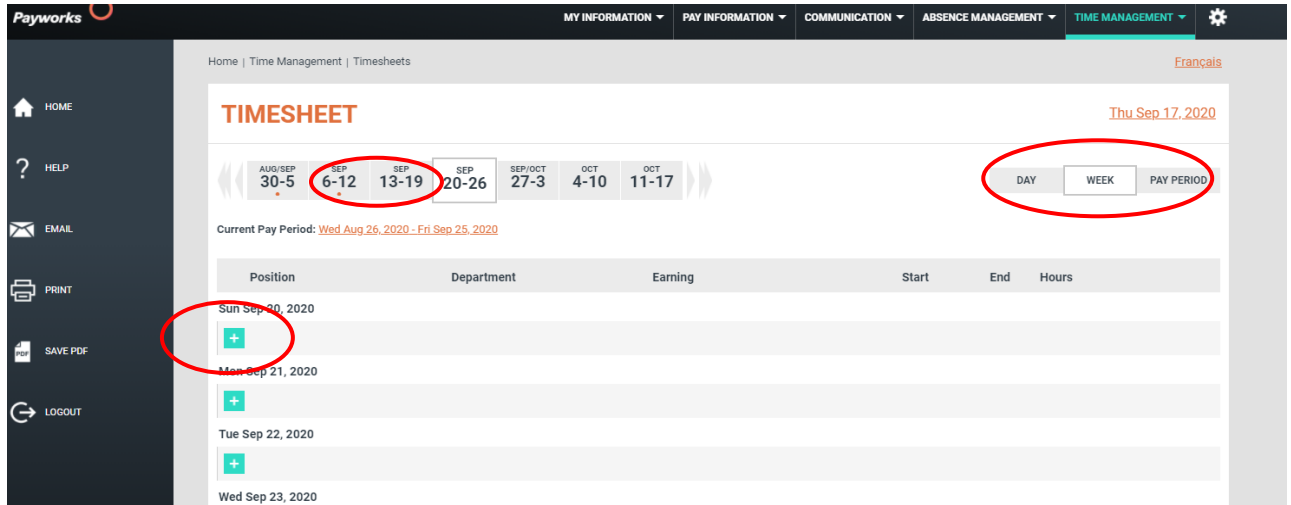 Payworks
MY INFORMATION PAY INFORMATION COMMUNICATION ABSENCE MANAGEMENT TIME MANAGEMENT
Home | Time Management | Timesheets
Français
HOME
HELP
EMAIL
PRINT
PDF SAVE PDF
LOGOUT
TIMESHEET
Thu Sep 17, 2020
AUG/SEP SEP SEP SEP SEP/OCT OCT OCT
30-5 6-12 13-19 20-26 27-3 4-10 11-17
DAY WEEK PAY PERIOD
Current Pay Period: Wed Aug 26, 2020 - Fri Sep 25, 2020
Position Department Earning Start End Hours
Sun Sep 20, 2020
+
Mon Sep 21, 2020
+
Tue Sep 22, 2020
+
Wed Sep 23, 2020